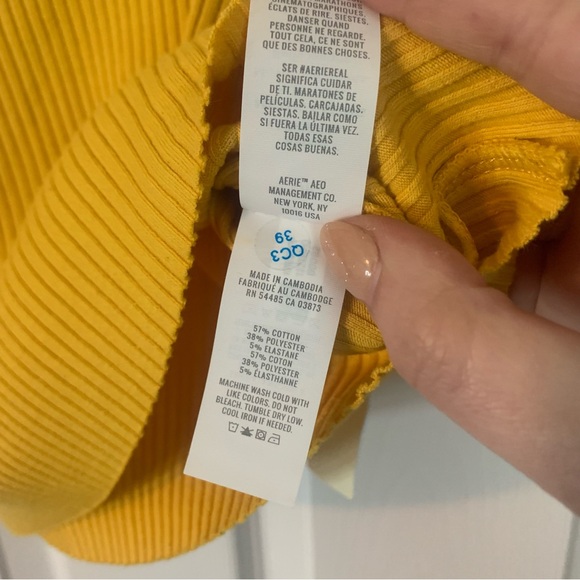 CINÉMATOGRAPHIQUES.
ÉCLATS DE RIRE. SIESTES.
DANSER QUAND
PERSONNE NE REGARDE.
TOUT CELA, CE NE SONT
QUE DES BONNES CHOSES.
SER #AERIEREAL
SIGNIFICA CUIDAR
DE TI. MARATONES DE
PELÍCULAS. CARCAJADAS.
SIESTAS. BAILAR COMO
SI FUERA LA ÚLTIMA VEZ.
TODAS ESAS
COSAS BUENAS.
AERIE™ AEO
MANAGEMENT CO.
NEW YORK, NY
10016 USA
QC3
39
MADE IN CAMBODIA
FABRIQUÉ AU CAMBODGE
RN 54485 CA 03873
57% COTTON
38% POLYESTER
5% ELASTANE
57% COTON
38% POLYESTER
5% ÉLASTHANNE
MACHINE WASH COLD WITH
LIKE COLORS. DO NOT
BLEACH. TUMBLE DRY LOW.
COOL IRON IF NEEDED.